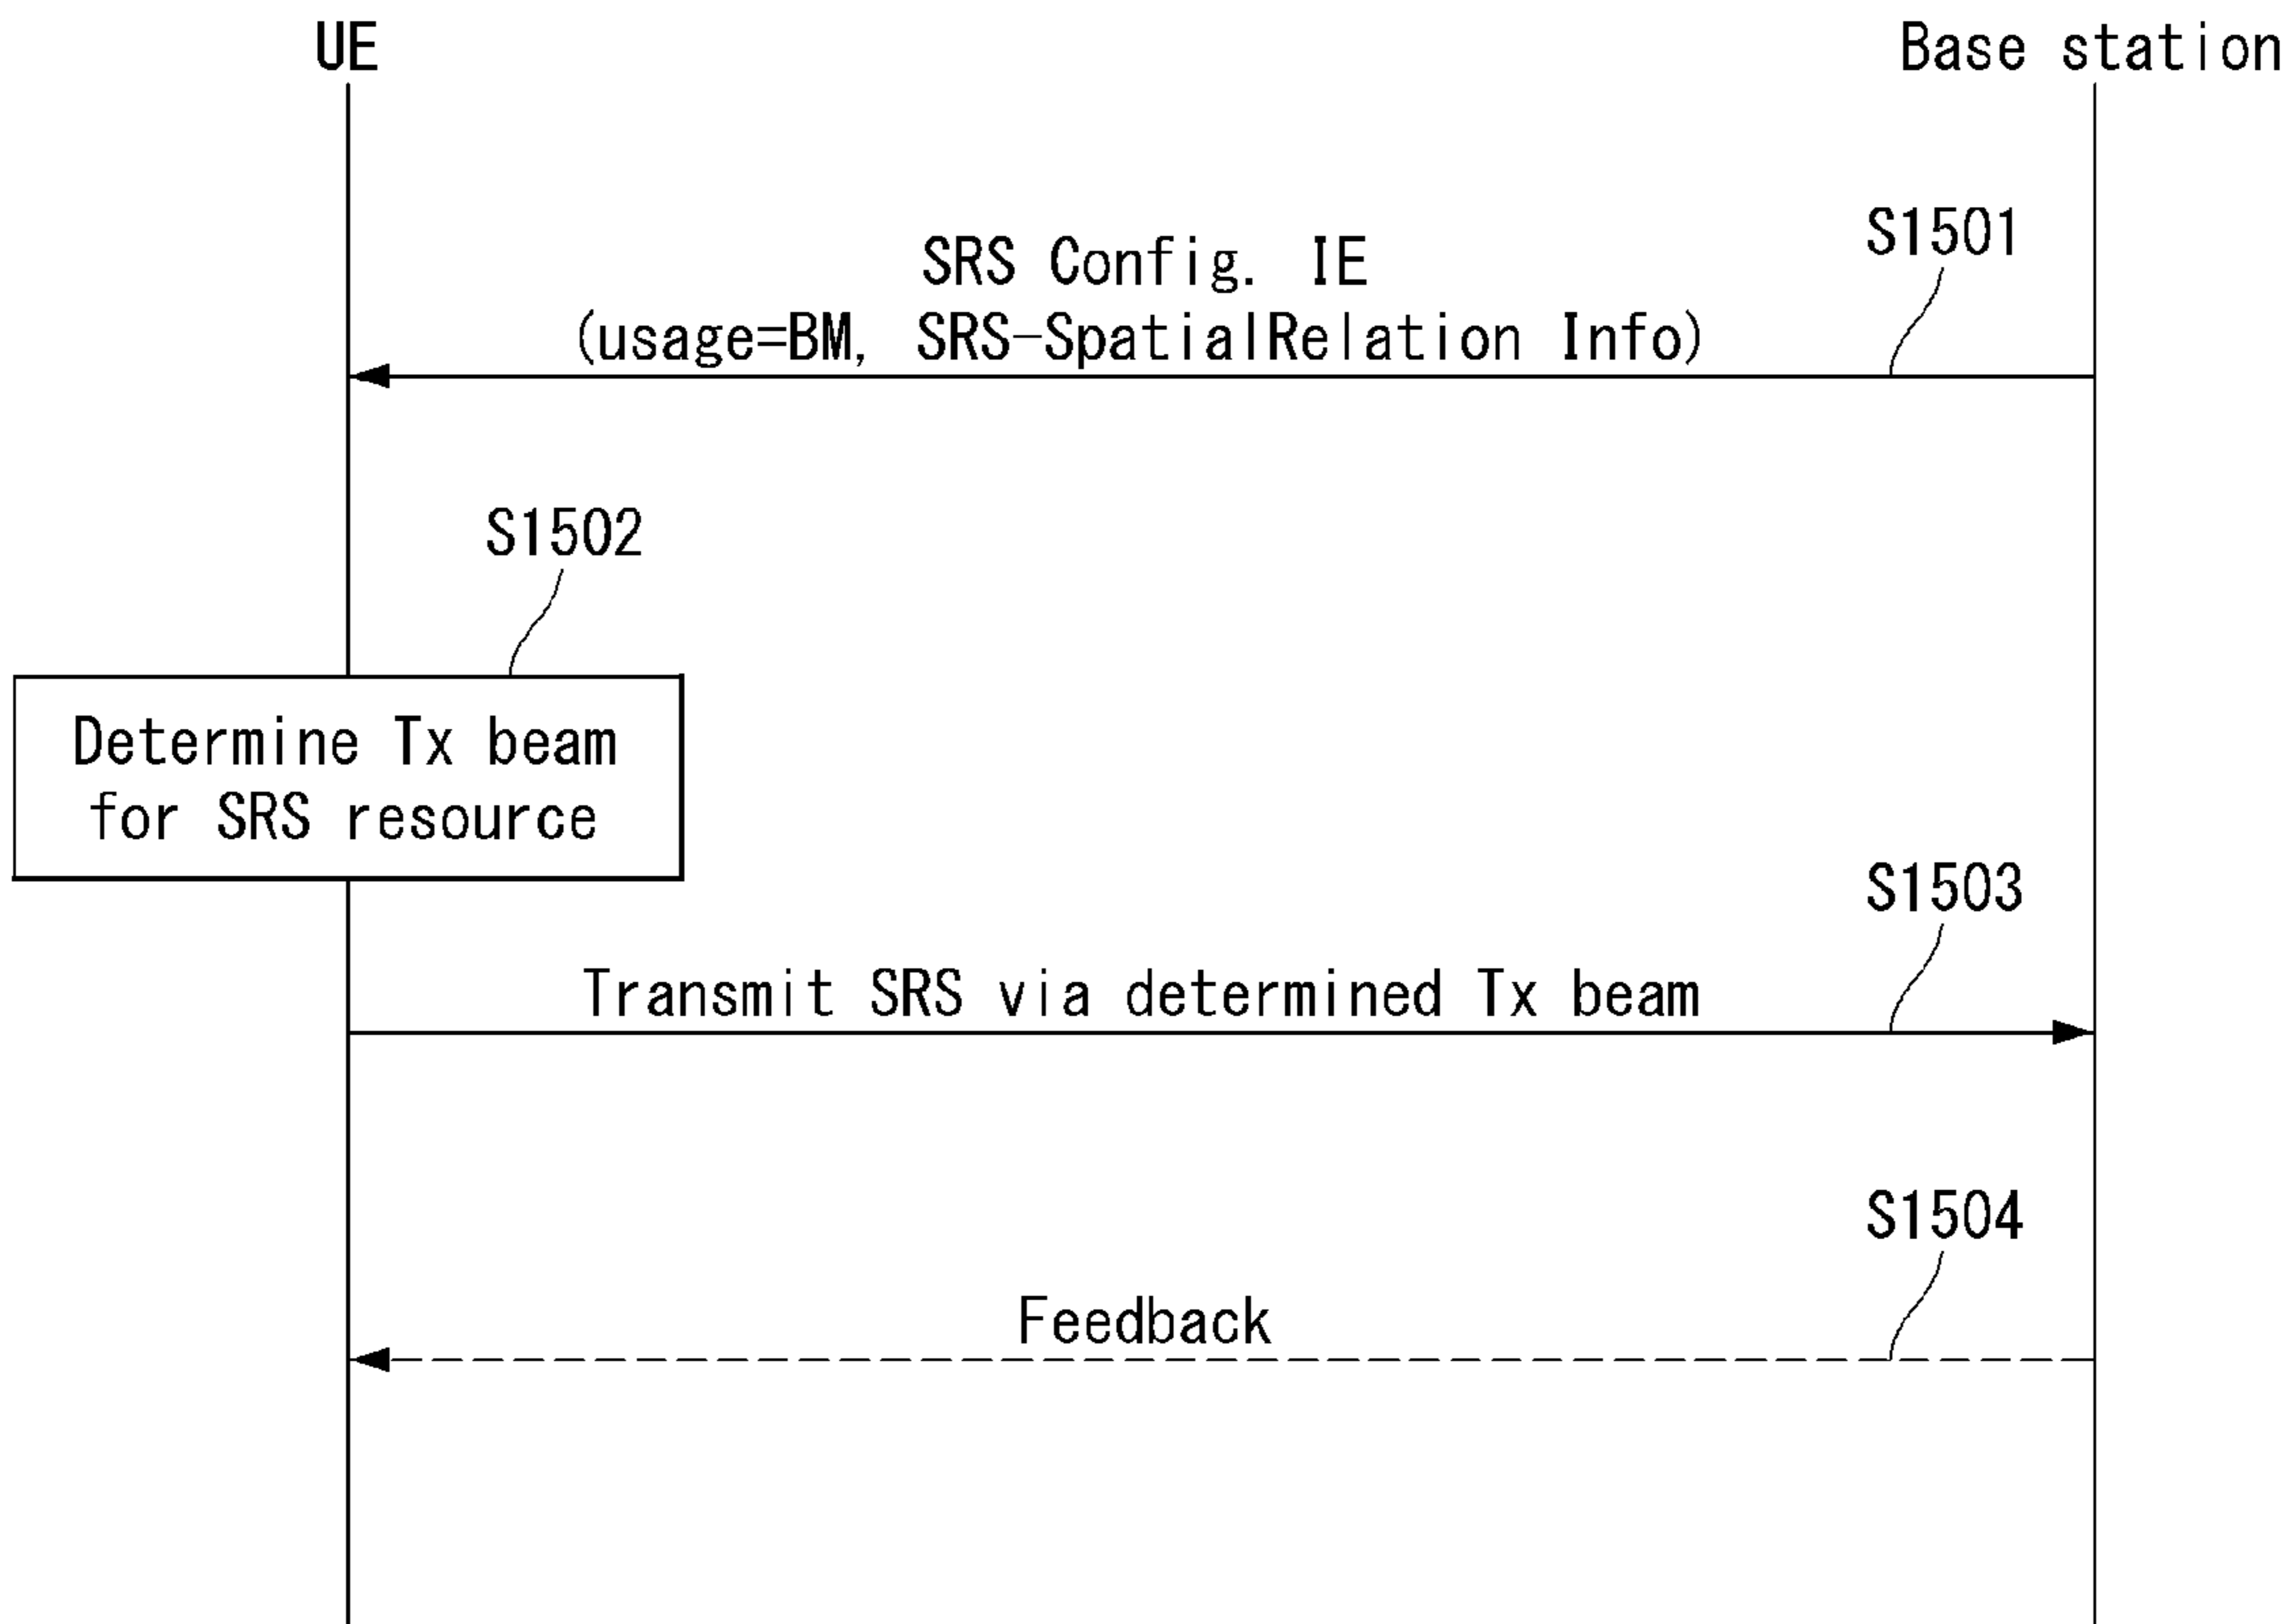 UE
Base station
S1501
SRS Config. IE
(usage=BM, SRS-SpatialRelation Info)
S1502
Determine Tx beam
for SRS resource
S1503
Transmit SRS via determined Tx beam
S1504
Feedback